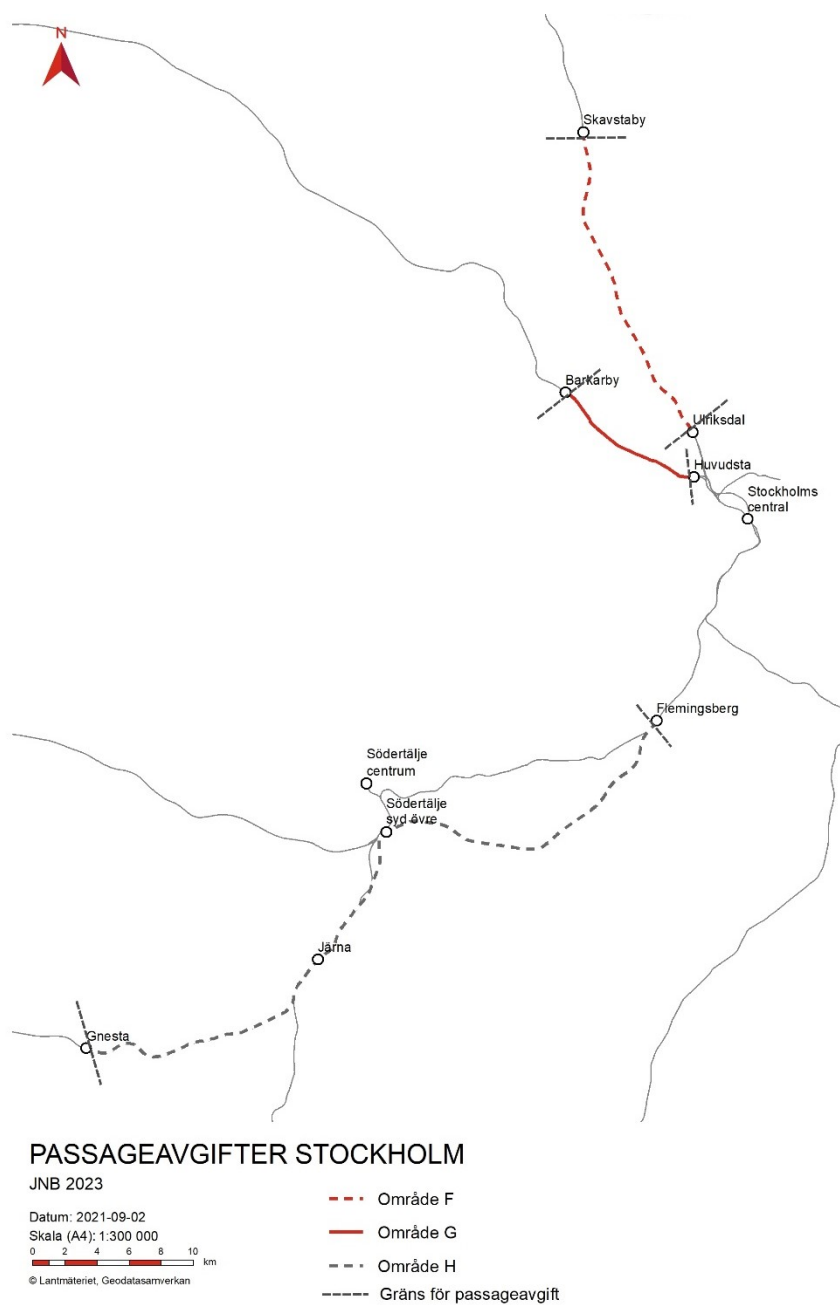 N
Skavstaby
Barkarby
Ulriksdal
Huvudsta
Stockholms
central
Flemingsberg
Södertälje
centrum
Södertälje
syd övre
Järna
Gnesta
PASSAGEAVGIFTER STOCKHOLM
JNB 2023
Datum: 2021-09-02
Skala (A4): 1:300 000
0 2 4 6 8 10
km
© Lantmäteriet, Geodatasamverkan
Område F
Område G
Område H
Gräns för passageavgift